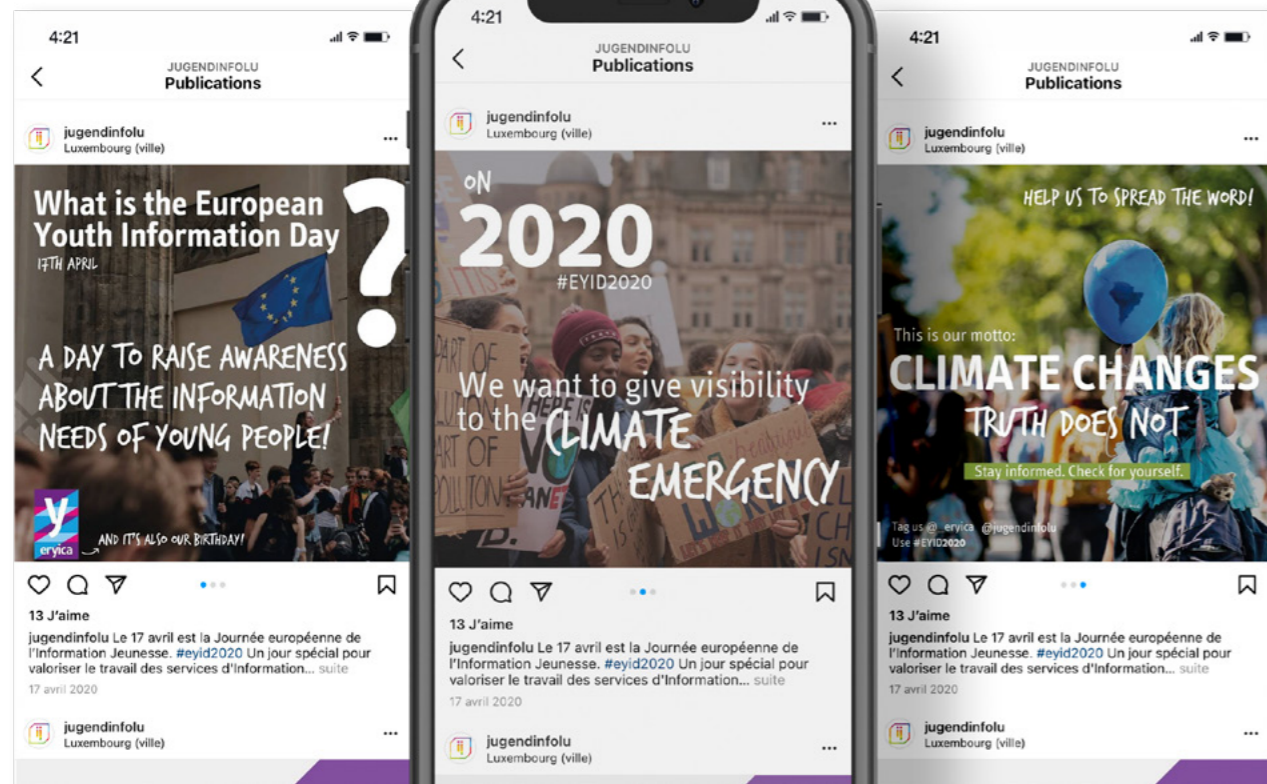 4:21
JUGENDINFOLU
Publications
jugendinfolu
Luxembourg (ville)
What is the European
Youth Information Day
?
17TH APRIL
A DAY TO RAISE AWARENESS
ABOUT THE INFORMATION
NEEDS OF YOUNG PEOPLE!
y
eryica
AND IT'S ALSO OUR BIRTHDAY!
13 J'aime
jugendinfolu Le 17 avril est la Journée européenne de
l'Information Jeunesse. #eyid2020 Un jour spécial pour
valoriser le travail des services d'Information... suite
17 avril 2020
jugendinfolu
Luxembourg (ville)
4:21
JUGENDINFOLU
Publications
jugendinfolu
Luxembourg (ville)
ON
2020
#EYID2020
We want to give visibility
to the CLIMATE
EMERGENCY
PART OF
PART OF
POLLUTION
13 J'aime
jugendinfolu Le 17 avril est la Journée européenne de
l'Information Jeunesse. #eyid2020 Un jour spécial pour
valoriser le travail des services d'Information... suite
17 avril 2020
jugendinfolu
Luxembourg (ville)
4:21
JUGENDINFOLU
Publications
jugendinfolu
Luxembourg (ville)
HELP US TO SPREAD THE WORD!
This is our motto:
CLIMATE CHANGES
TRUTH DOES NOT
Stay informed. Check for yourself.
Tag us @_eryica @jugendinfolu
Use #EYID2020
13 J'aime
jugendinfolu Le 17 avril est la Journée européenne de
l'Information Jeunesse. #eyid2020 Un jour spécial pour
valoriser le travail des services d'Information... suite
17 avril 2020
jugendinfolu
Luxembourg (ville)